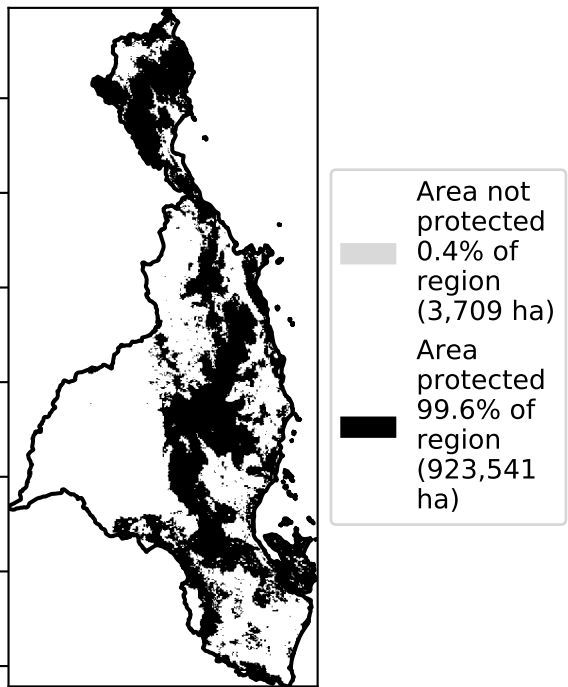 Area not
protected
0.4% of
region
(3,709 ha)
Area
protected
99.6% of
region
(923,541
ha)